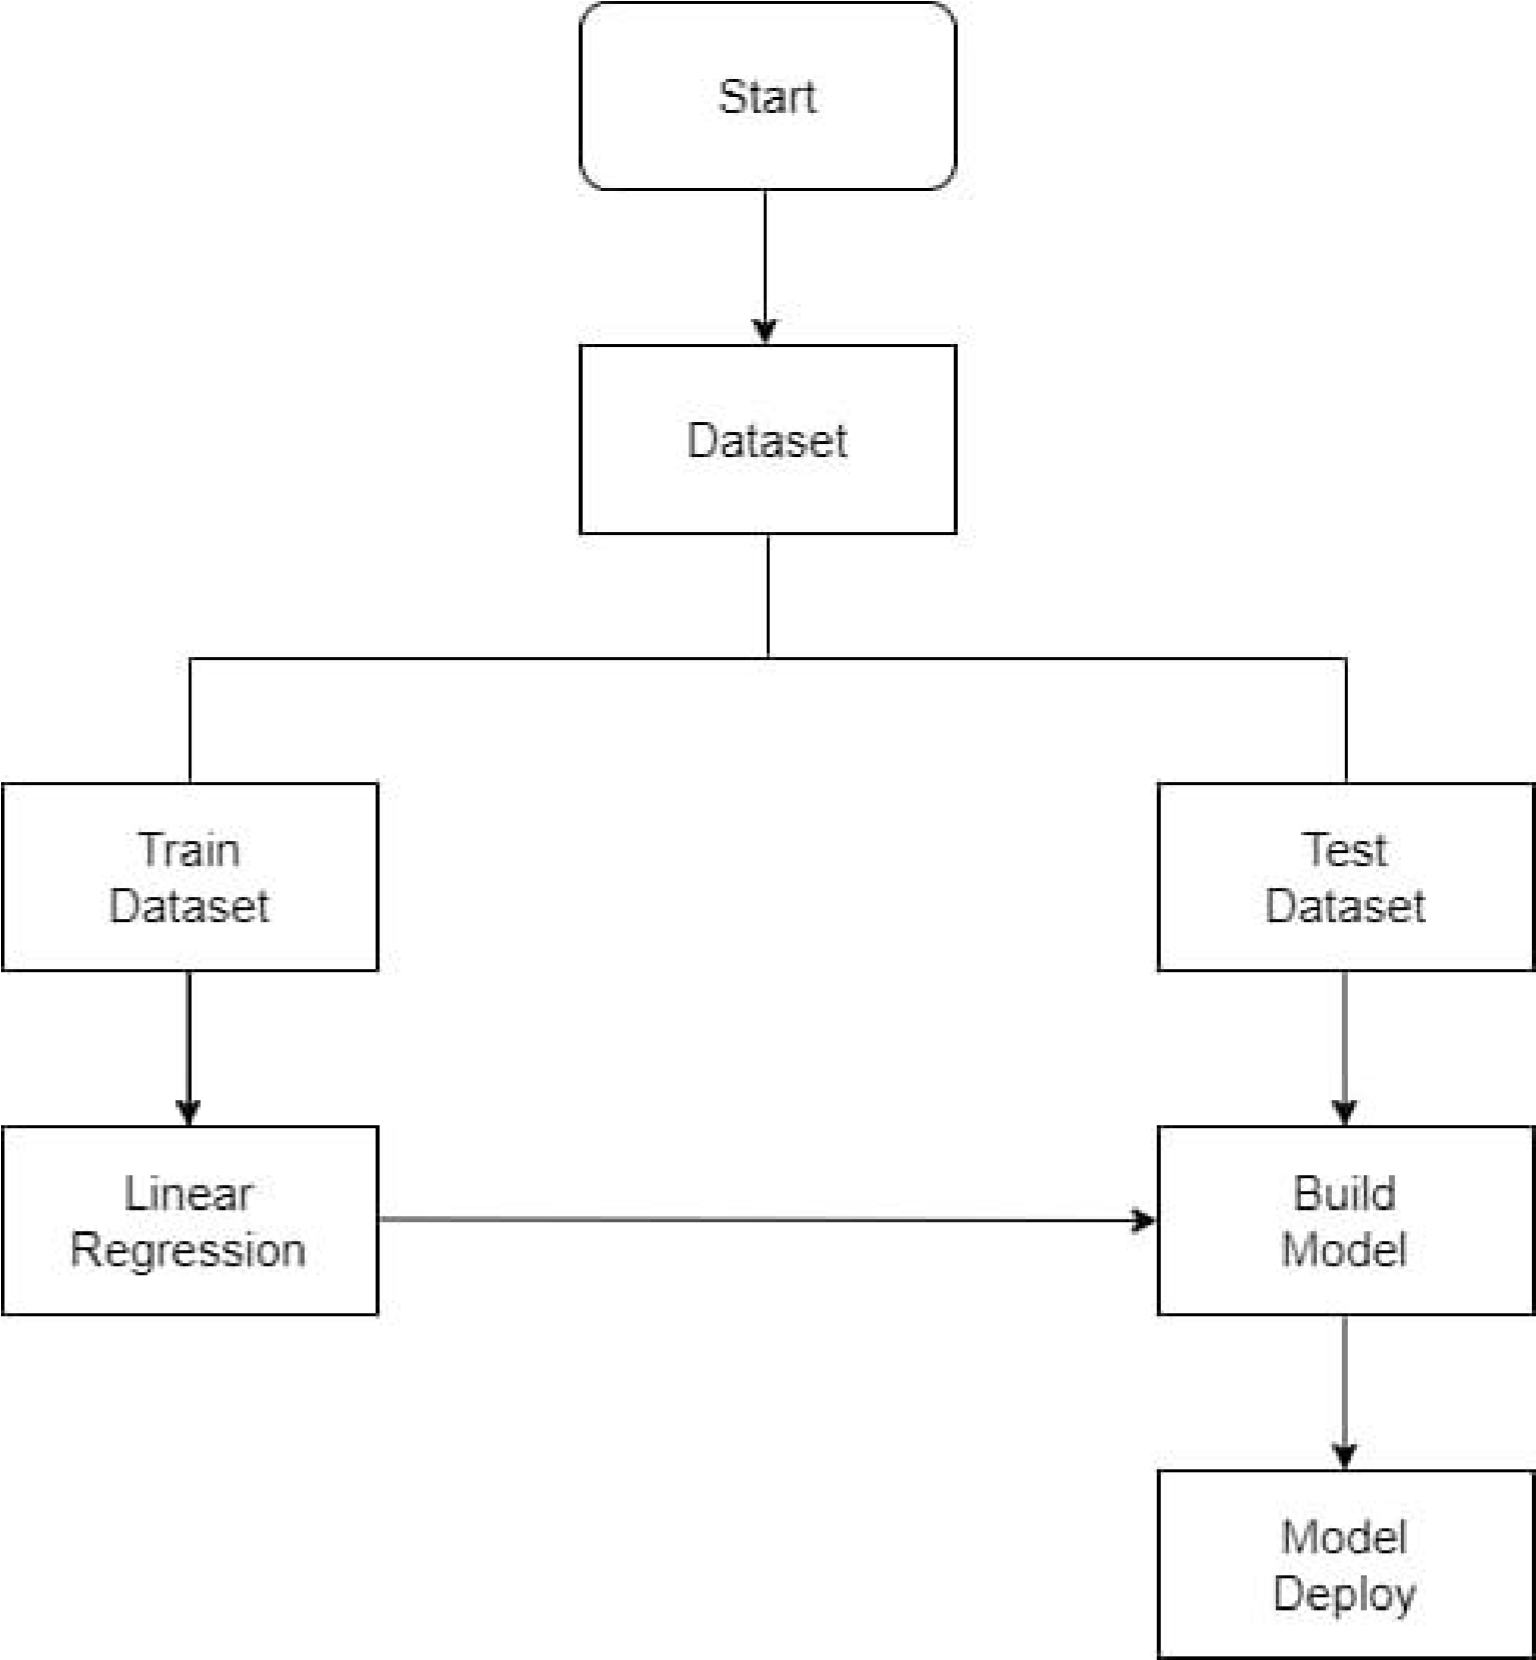 Start
Dataset
Train
Dataset
Test
Dataset
Linear
Regression
Build
Model
Model
Deploy